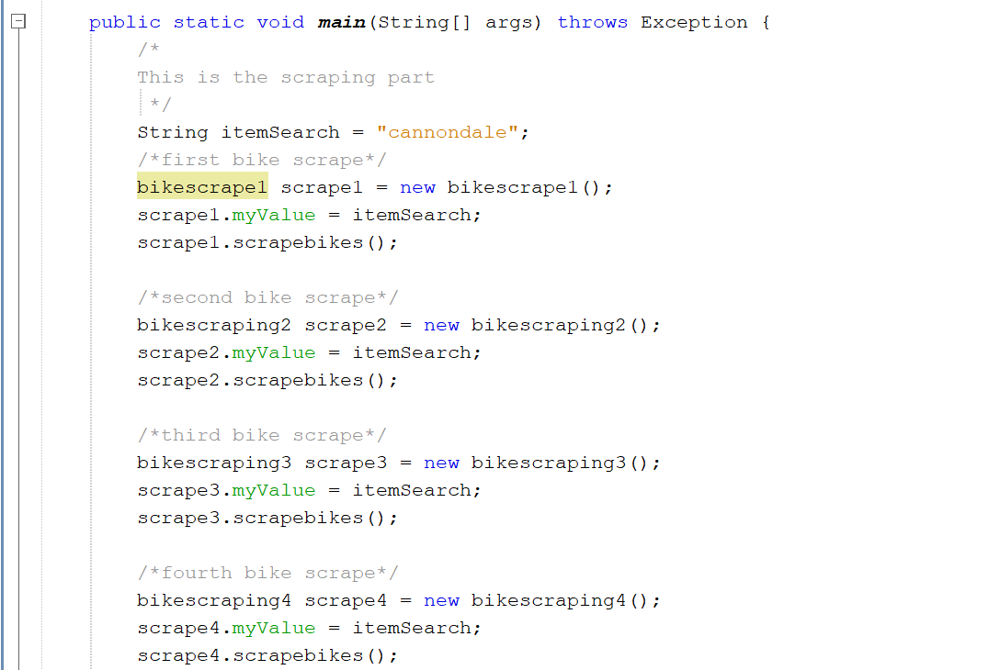 public static void main(String[] args) throws Exception {
/*
This is the scraping part
*/
String itemSearch = "cannondale";
/*first bike scrape*/
bikescrape1 scrape1 = new bikescrape1();
scrape1.myValue = itemSearch;
scrape1.scrapebikes();
/*second bike scrape*/
bikescraping2 scrape2 = new bikescraping2();
scrape2.myValue = itemSearch;
scrape2.scrapebikes();
/*third bike scrape*/
bikescraping3 scrape3 = new bikescraping3();
scrape3.myValue = itemSearch;
scrape3.scrapebikes();
/*fourth bike scrape*/
bikescraping4 scrape4 = new bikescraping4();
scrape4.myValue = itemSearch;
scrape4.scrapebikes();